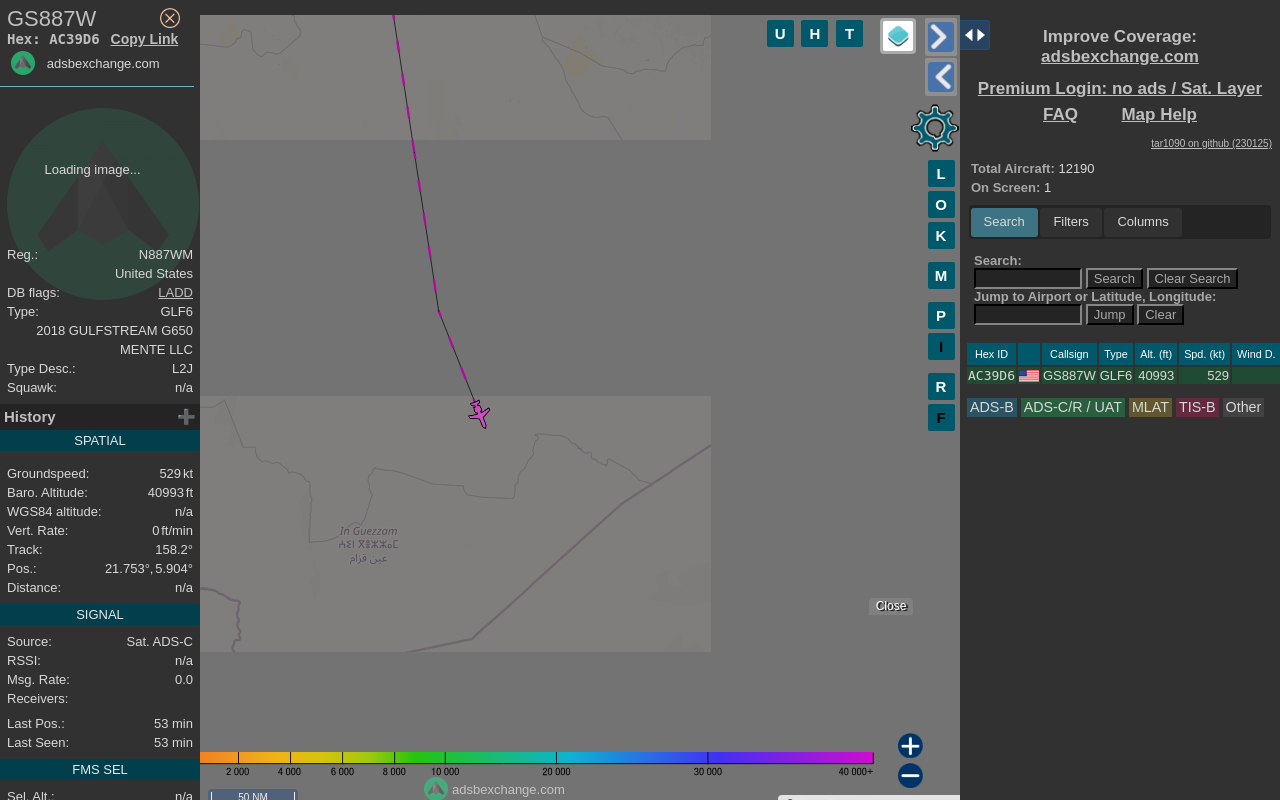 GS887W
Hex: AC39D6 Copy Link
adsbexchange.com
Loading image...
Reg.: N887WM
United States
DB flags: LADD
Type: GLF6
2018 GULFSTREAM G650
MENTE LLC
Type Desc.: L2J
Squawk: n/a
History
SPATIAL
Groundspeed: 529 kt
Baro. Altitude: 40993 ft
WGS84 altitude: n/a
Vert. Rate: 0 ft/min
Track: 158.2°
Pos.: 21.753°, 5.904°
Distance: n/a
SIGNAL
Source: Sat. ADS-C
RSSI: n/a
Msg. Rate: 0.0
Receivers:
Last Pos.: 53 min
Last Seen: 53 min
FMS SEL
Sel. Alt.: n/a
U H T
L
O
K
M
P
I
R
F
In Guezzam
عين قزام
Close
2 000 4 000 6 000 8 000 10 000 20 000 30 000 40 000+
50 NM
adsbexchange.com
Improve Coverage:
adsbexchange.com
Premium Login: no ads / Sat. Layer
FAQ Map Help
tar1090 on github (230125)
Total Aircraft: 12190
On Screen: 1
Search Filters Columns
Search:
Search Clear Search
Jump to Airport or Latitude, Longitude:
Jump Clear
Hex ID Callsign Type Alt. (ft) Spd. (kt) Wind D.
AC39D6 GS887W GLF6 40993 529
ADS-B ADS-C/R / UAT MLAT TIS-B Other